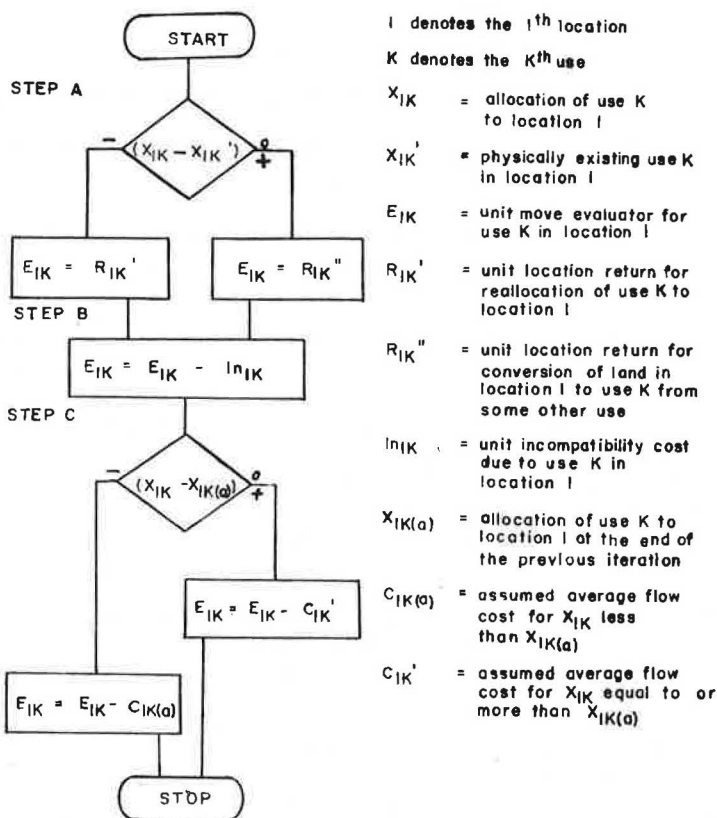 START
STEP A
(X_IK – X_IK')
–
o
+
E_IK = R_IK'
E_IK = R_IK"
STEP B
E_IK = E_IK - In_IK
STEP C
(X_IK -X_IK(a))
–
o
+
E_IK = E_IK - C_IK'
E_IK = E_IK - C_IK(a)
STOP
I denotes the I^th location
K denotes the K^th use
X_IK = allocation of use K
to location I
X_IK' = physically existing use K
in location I
E_IK = unit move evaluator for
use K in location I
R_IK' = unit location return for
reallocation of use K to
location I
R_IK" = unit location return for
conversion of land in
location I to use K from
some other use
In_IK = unit incompatibility cost
due to use K in
location I
X_IK(a) = allocation of use K to
location I at the end of
the previous iteration
C_IK(a) = assumed average flow
cost for X_IK less
than X_IK(a)
C_IK' = assumed average flow
cost for X_IK equal to or
more than X_IK(a)